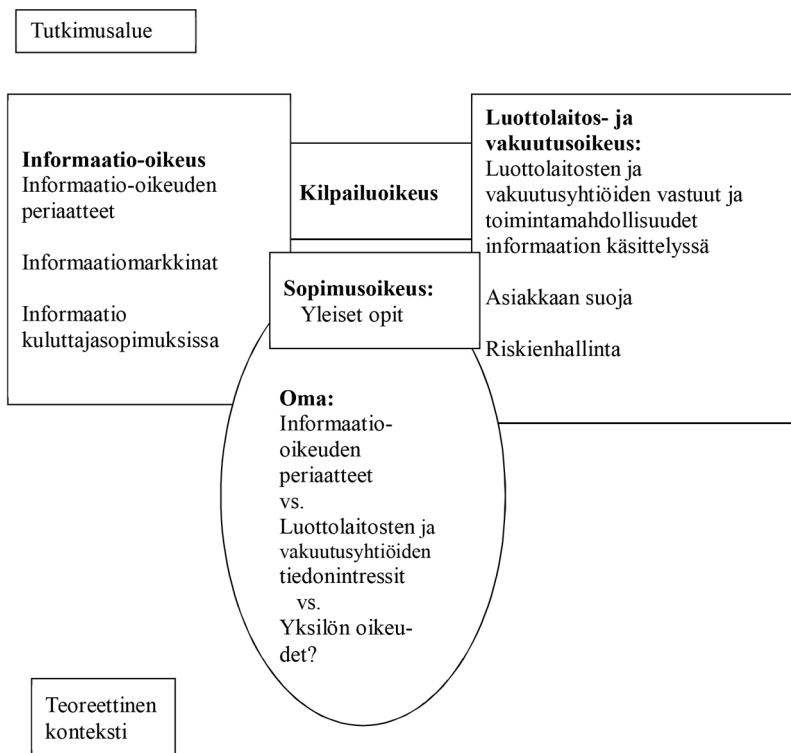 Tutkimusalue
Informaatio-oikeus
Informaatio-oikeuden
periaatteet
Informaatiomarkkinat
Informaatio
kuluttajasopimuksissa
Kilpailuoikeus
Luottolaitos- ja
vakuutusoikeus:
Luottolaitosten ja
vakuutusyhtiöiden vastuut ja
toimintamahdollisuudet
informaation käsittelyssä
Asiakkaan suoja
Riskienhallinta
Sopimusoikeus:
Yleiset opit
Oma:
Informaatio-
oikeuden
periaatteet
vs.
Luottolaitosten ja
vakuutusyhtiöiden
tiedonintressit
vs.
Yksilön oikeu-
det?
Teoreettinen
konteksti